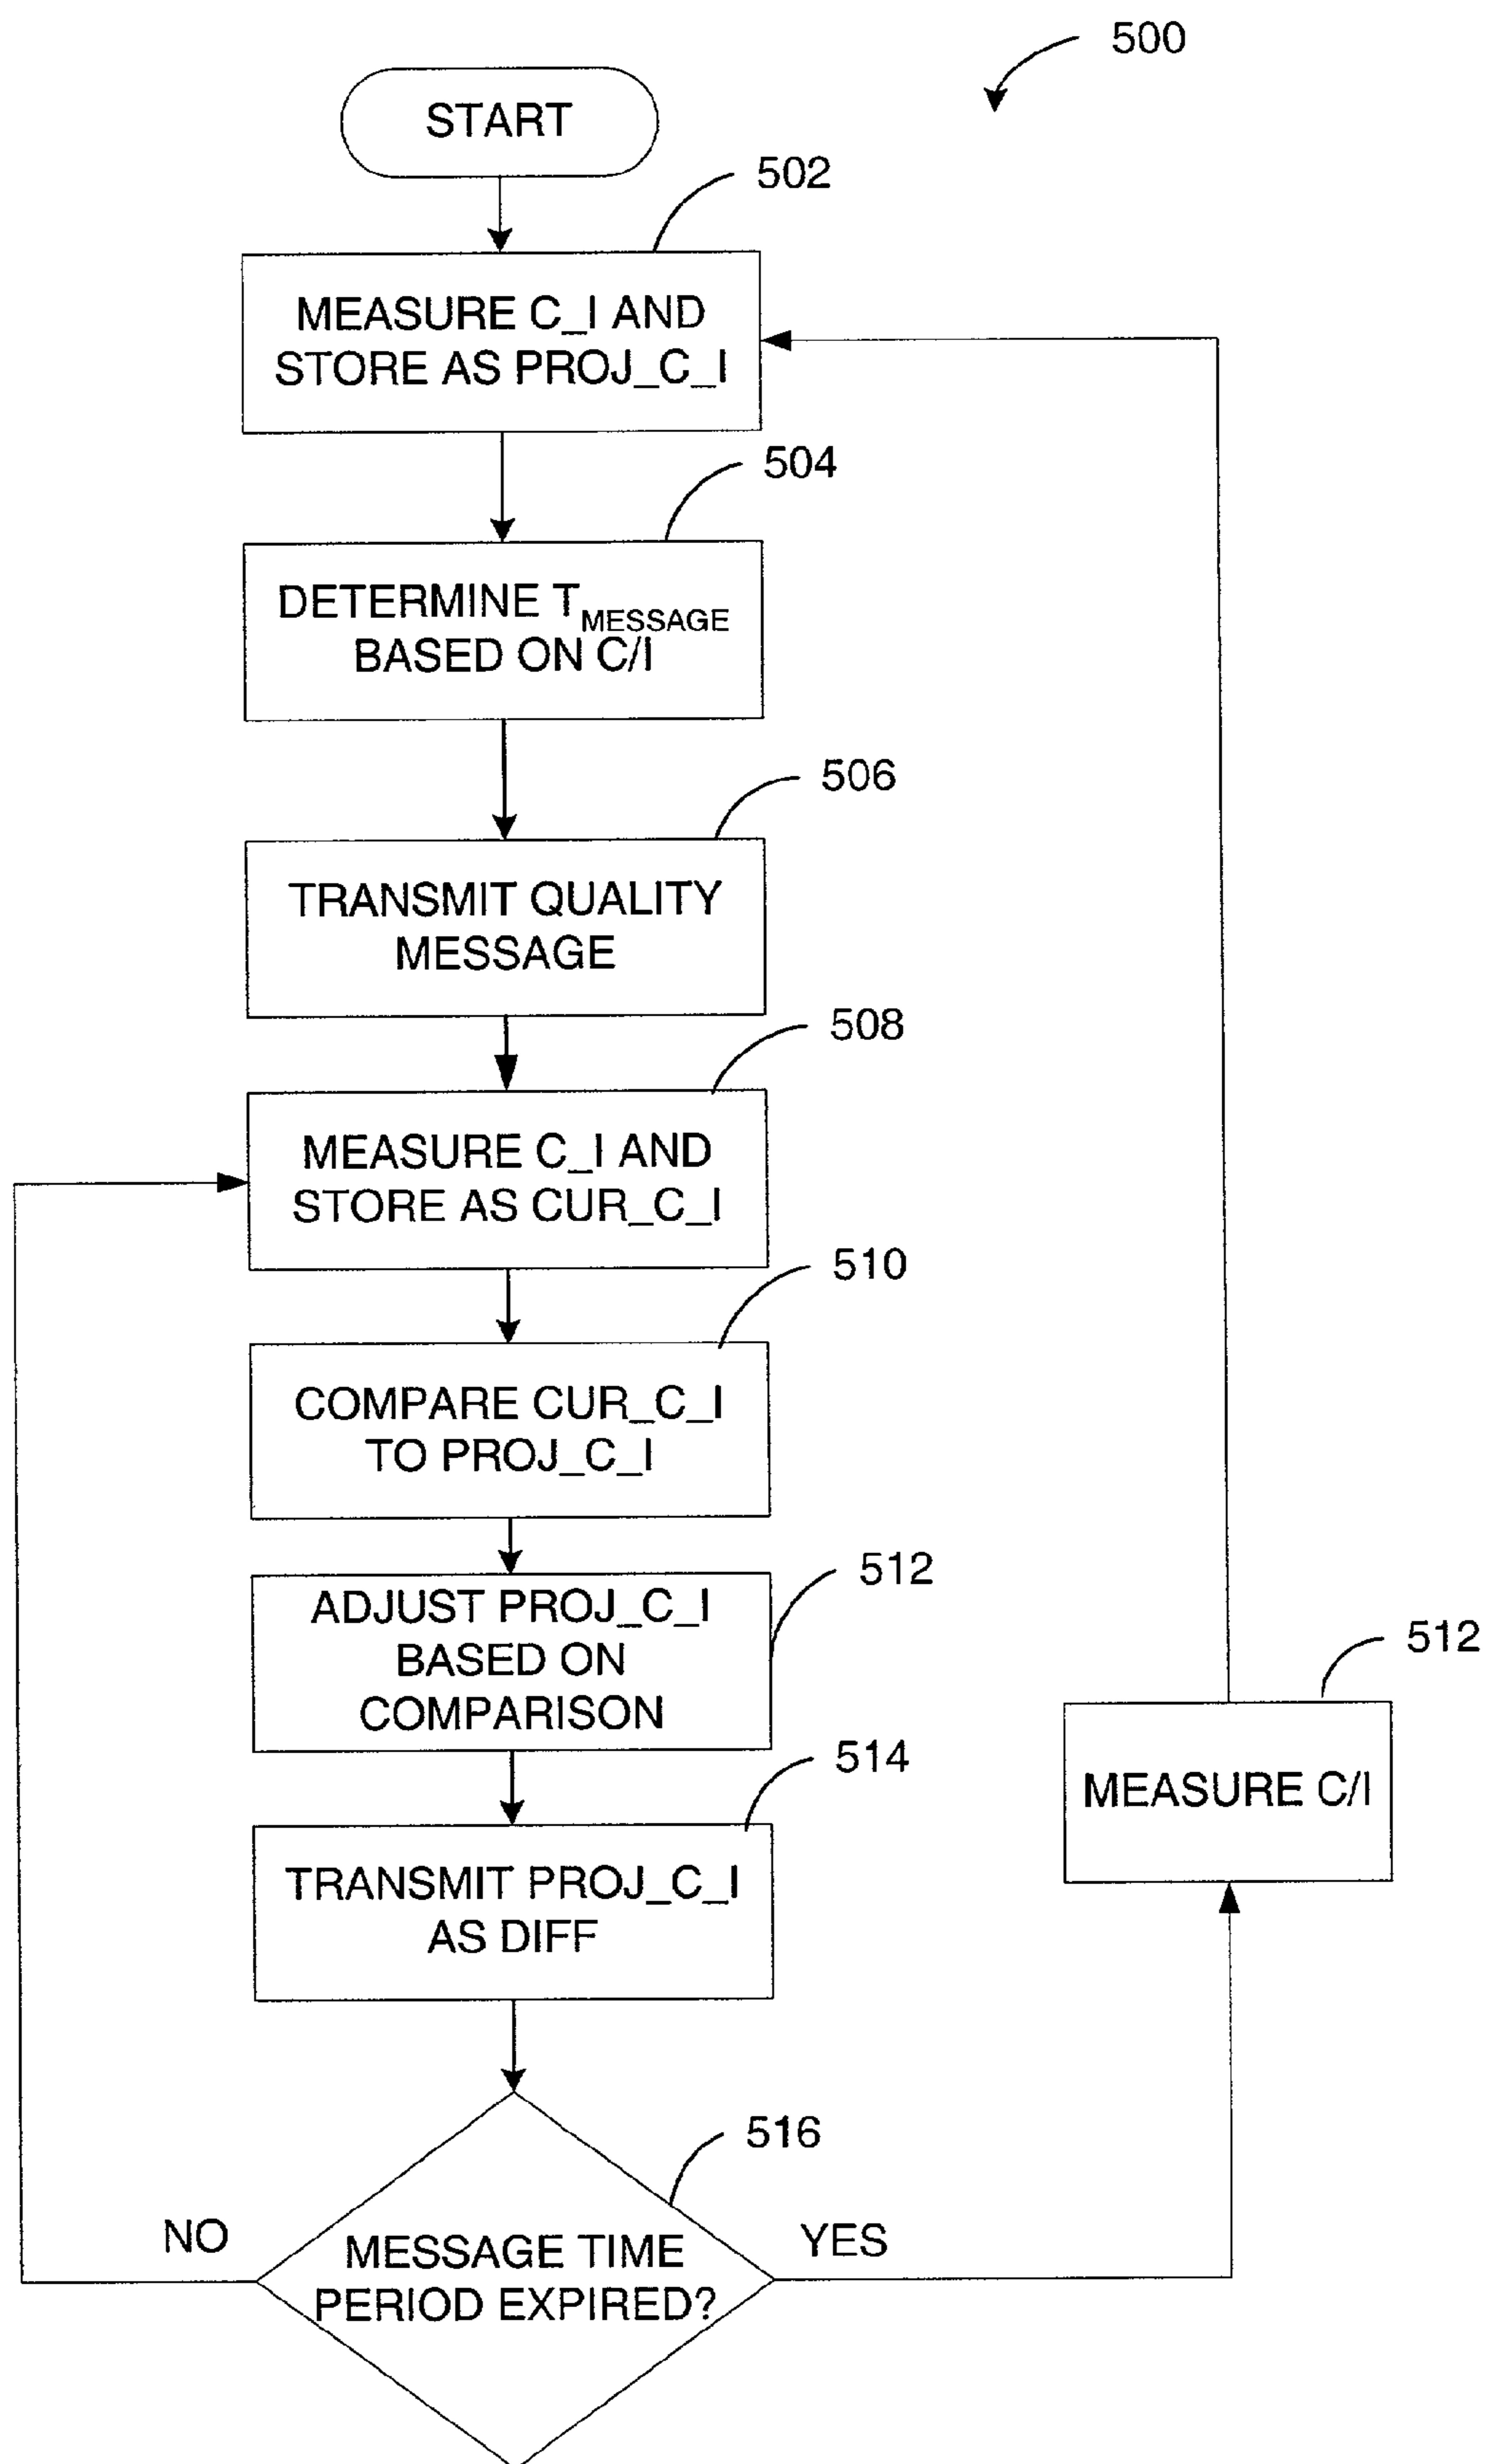 500
START
502
MEASURE C_I AND
STORE AS PROJ_C_I
504
DETERMINE TMESSAGE
BASED ON C/I
506
TRANSMIT QUALITY
MESSAGE
508
MEASURE C_I AND
STORE AS CUR_C_I
510
COMPARE CUR_C_I
TO PROJ_C_I
512
ADJUST PROJ_C_I
BASED ON
COMPARISON
512
MEASURE C/I
514
TRANSMIT PROJ_C_I
AS DIFF
516
NO
MESSAGE TIME
PERIOD EXPIRED?
YES